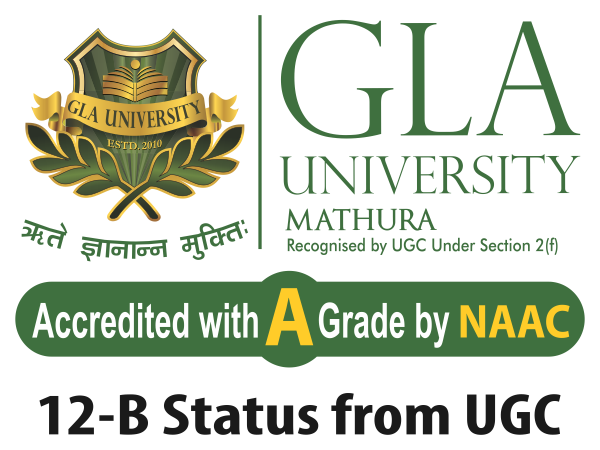 GLA UNIVERSITY
ESTD. 2010
ऋते ज्ञानान्न मुक्तिः
GLA
UNIVERSITY
MATHURA
Recognised by UGC Under Section 2(f)
Accredited with A Grade by NAAC
12-B Status from UGC